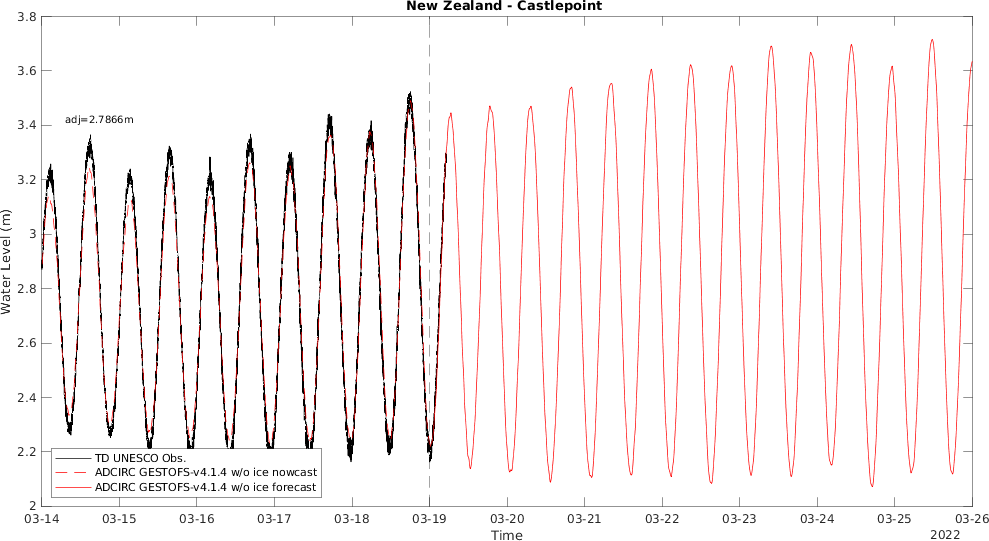 New Zealand - Castlepoint
3.8
3.6
3.4
3.2
3
2.8
2.6
2.4
2.2
2
Water Level (m)
adj=2.7866m
TD UNESCO Obs.
ADCIRC GESTOFS-v4.1.4 w/o ice nowcast
ADCIRC GESTOFS-v4.1.4 w/o ice forecast
03-14 03-15 03-16 03-17 03-18 03-19 03-20 03-21 03-22 03-23 03-24 03-25 03-26
Time
2022